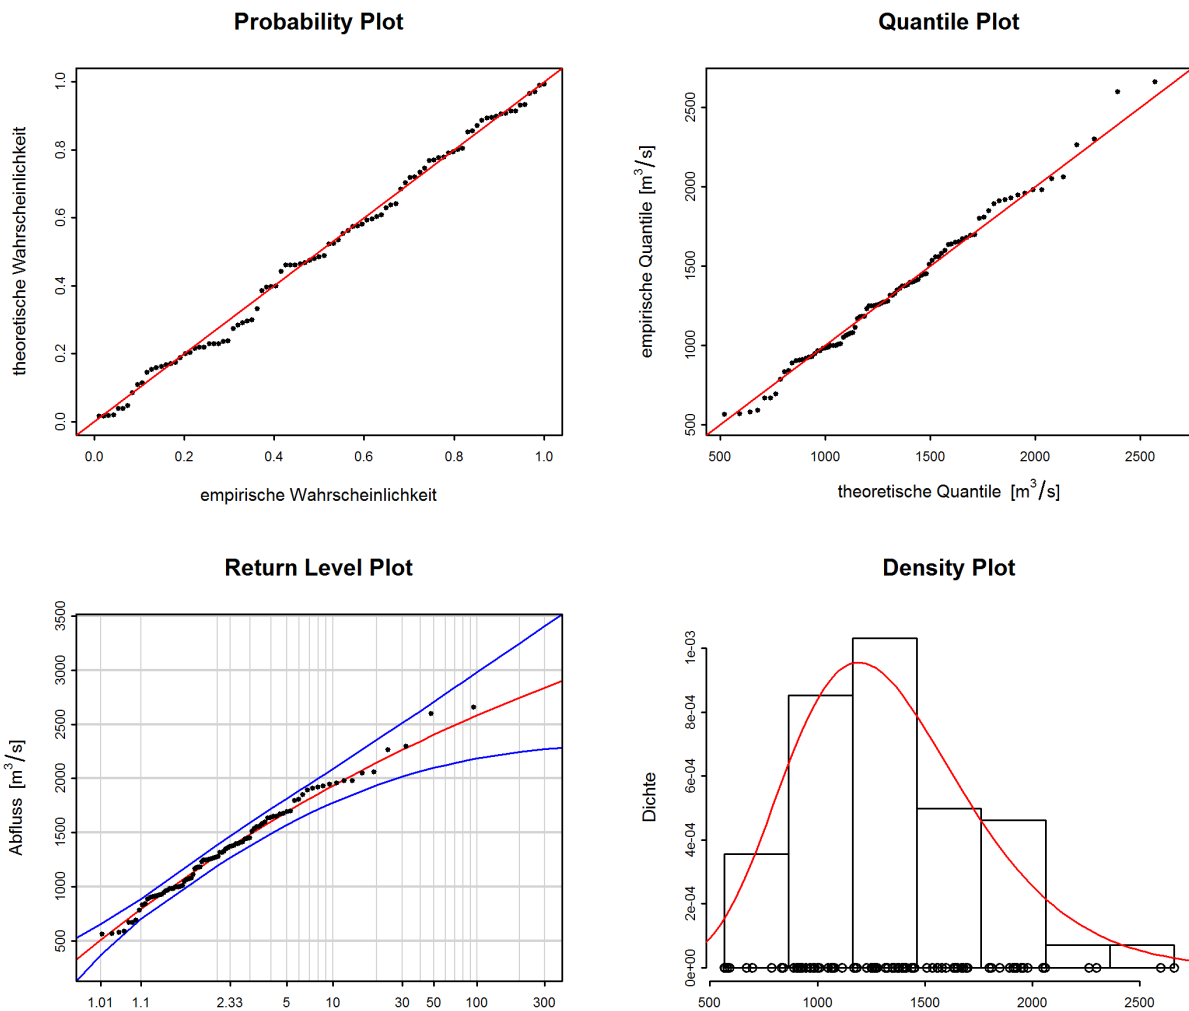 Probability Plot
theoretische Wahrscheinlichkeit
0.0 0.2 0.4 0.6 0.8 1.0
0.0 0.2 0.4 0.6 0.8 1.0
empirische Wahrscheinlichkeit
Quantile Plot
empirische Quantile [m³/s]
500 1000 1500 2000 2500
500 1000 1500 2000 2500
theoretische Quantile [m³/s]
Return Level Plot
Abfluss [m³/s]
500 1000 1500 2000 2500 3000 3500
1.01 1.1 2.33 5 10 30 50 100 300
Density Plot
Dichte
0e+00 2e-04 4e-04 6e-04 8e-04 1e-03
500 1000 1500 2000 2500